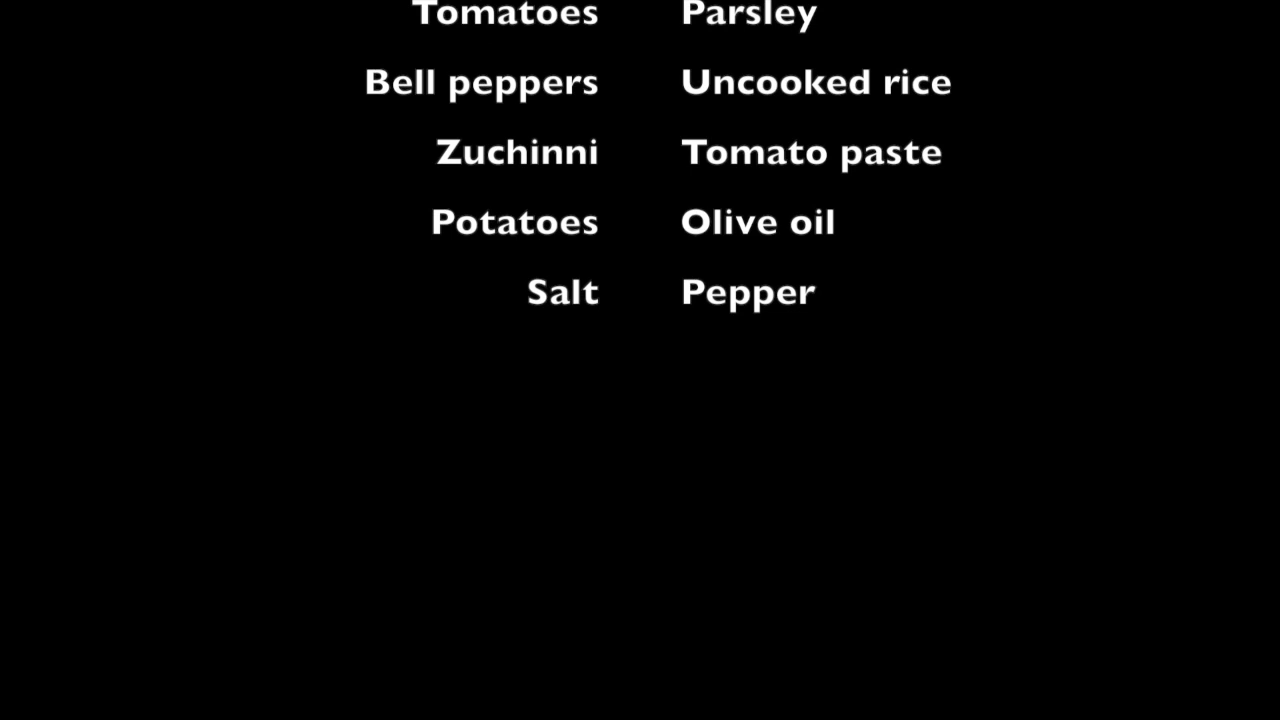 Tomatoes Parsley
Bell peppers Uncooked rice
Zuchinni Tomato paste
Potatoes Olive oil
Salt Pepper